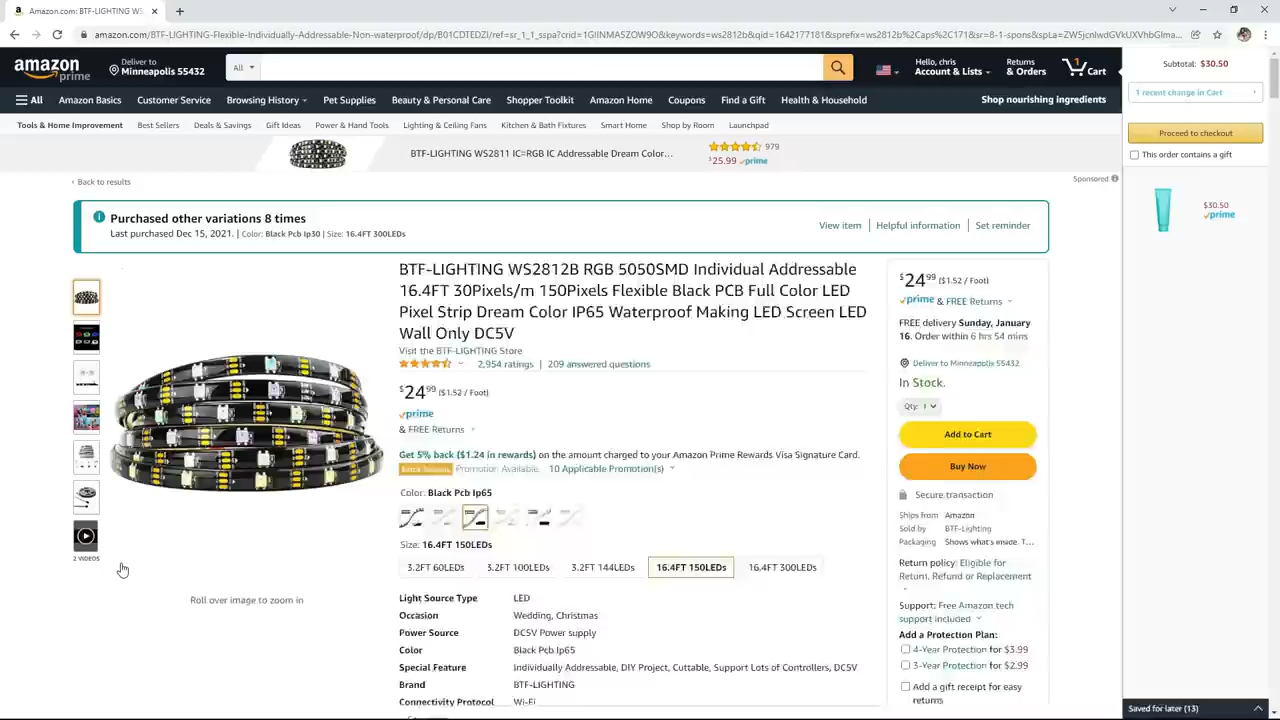 Amazon.com: BTF-LIGHTING WS
amazon.com/BTF-LIGHTING-Flexible-Individually-Addressable-Non-waterproof/dp/B01CDTEDZI/ref=sr_1_1_sspa?crid=1GIINMA5ZOW9O&keywords=ws2812b&qid=1642177181&sprefix=ws2812b%2Caps%2C171&sr=8-1-spons&spLa=ZW5jcnlwdGVkUXVhbGlma...
amazon prime
Deliver to
Minneapolis 55432
All
Hello, chris
Account & Lists
Returns
& Orders
1
Cart
All
Amazon Basics
Customer Service
Browsing History
Pet Supplies
Beauty & Personal Care
Shopper Toolkit
Amazon Home
Coupons
Find a Gift
Health & Household
Shop nourishing ingredients
Tools & Home Improvement
Best Sellers
Deals & Savings
Gift Ideas
Power & Hand Tools
Lighting & Ceiling Fans
Kitchen & Bath Fixtures
Smart Home
Shop by Room
Launchpad
BTF-LIGHTING WS2811 IC=RGB IC Addressable Dream Color...
979
$25.99 prime
‹ Back to results
Sponsored
Purchased other variations 8 times
Last purchased Dec 15, 2021. | Color: Black Pcb Ip30 | Size: 16.4FT 300LEDs
View item
Helpful information
Set reminder
2 VIDEOS
Roll over image to zoom in
BTF-LIGHTING WS2812B RGB 5050SMD Individual Addressable
16.4FT 30Pixels/m 150Pixels Flexible Black PCB Full Color LED
Pixel Strip Dream Color IP65 Waterproof Making LED Screen LED
Wall Only DC5V
Visit the BTF-LIGHTING Store
2,954 ratings | 209 answered questions
$24 99 ($1.52 / Foot)
prime
& FREE Returns
Get 5% back ($1.24 in rewards) on the amount charged to your Amazon Prime Rewards Visa Signature Card.
Promotion Available. 10 Applicable Promotion(s)
Color: Black Pcb Ip65
Size: 16.4FT 150LEDs
3.2FT 60LEDs
3.2FT 100LEDs
3.2FT 144LEDs
16.4FT 150LEDs
16.4FT 300LEDs
Light Source Type LED
Occasion Wedding, Christmas
Power Source DC5V Power supply
Color Black Pcb Ip65
Special Feature Individually Addressable, DIY Project, Cuttable, Support Lots of Controllers, DC5V
Brand BTF-LIGHTING
Connectivity Protocol Wi-Fi
$24 99 ($1.52 / Foot)
prime & FREE Returns
FREE delivery Sunday, January
16. Order within 6 hrs 54 mins
Deliver to Minneapolis 55432
In Stock.
Qty: 1
Add to Cart
Buy Now
Secure transaction
Ships from Amazon
Sold by BTF-Lighting
Packaging Shows what's inside. T...
Return policy: Eligible for
Return, Refund or Replacement
Support: Free Amazon tech
support included
Add a Protection Plan:
4-Year Protection for $3.99
3-Year Protection for $2.99
Add a gift receipt for easy
returns
Subtotal: $30.50
1 recent change in Cart
Proceed to checkout
This order contains a gift
$30.50
prime
Saved for later (13)